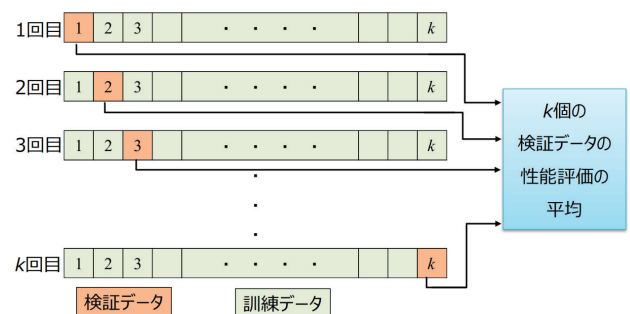 1回目 1 2 3 ・ ・ ・ ・ k
2回目 1 2 3 ・ ・ ・ ・ k
3回目 1 2 3 ・ ・ ・ ・ k
・
・
・
k回目 1 2 3 ・ ・ ・ ・ k
検証データ 訓練データ
k個の
検証データの
性能評価の
平均